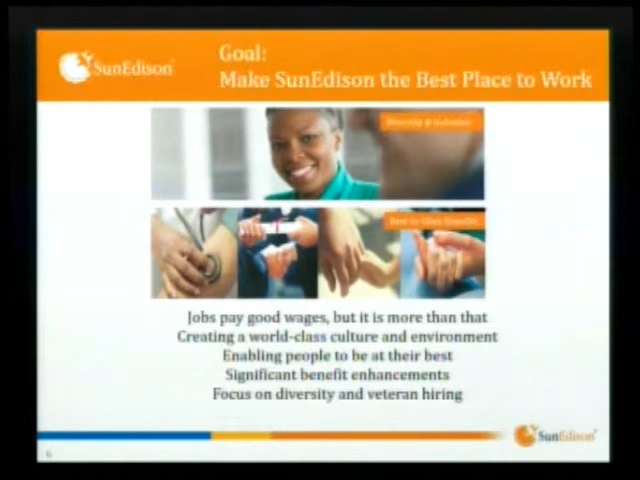 SunEdison
Goal:
Make SunEdison the Best Place to Work
Diversity & Inclusion
Best-in-Class Benefits
Jobs pay good wages, but it is more than that
Creating a world-class culture and environment
Enabling people to be at their best
Significant benefit enhancements
Focus on diversity and veteran hiring
6
SunEdison